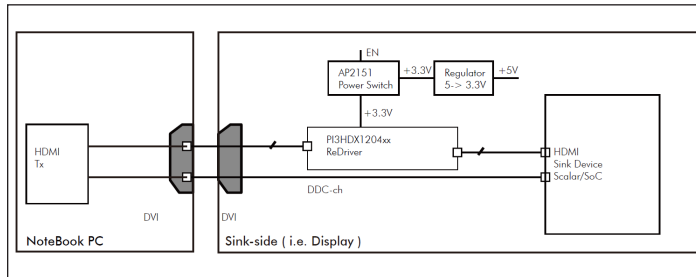 EN
AP2151
Power Switch
+3.3V
Regulator
5-> 3.3V
+5V
+3.3V
HDMI
Tx
PI3HDX1204xx
ReDriver
HDMI
Sink Device
Scalar/SoC
DDC-ch
DVI
DVI
NoteBook PC
Sink-side ( i.e. Display )